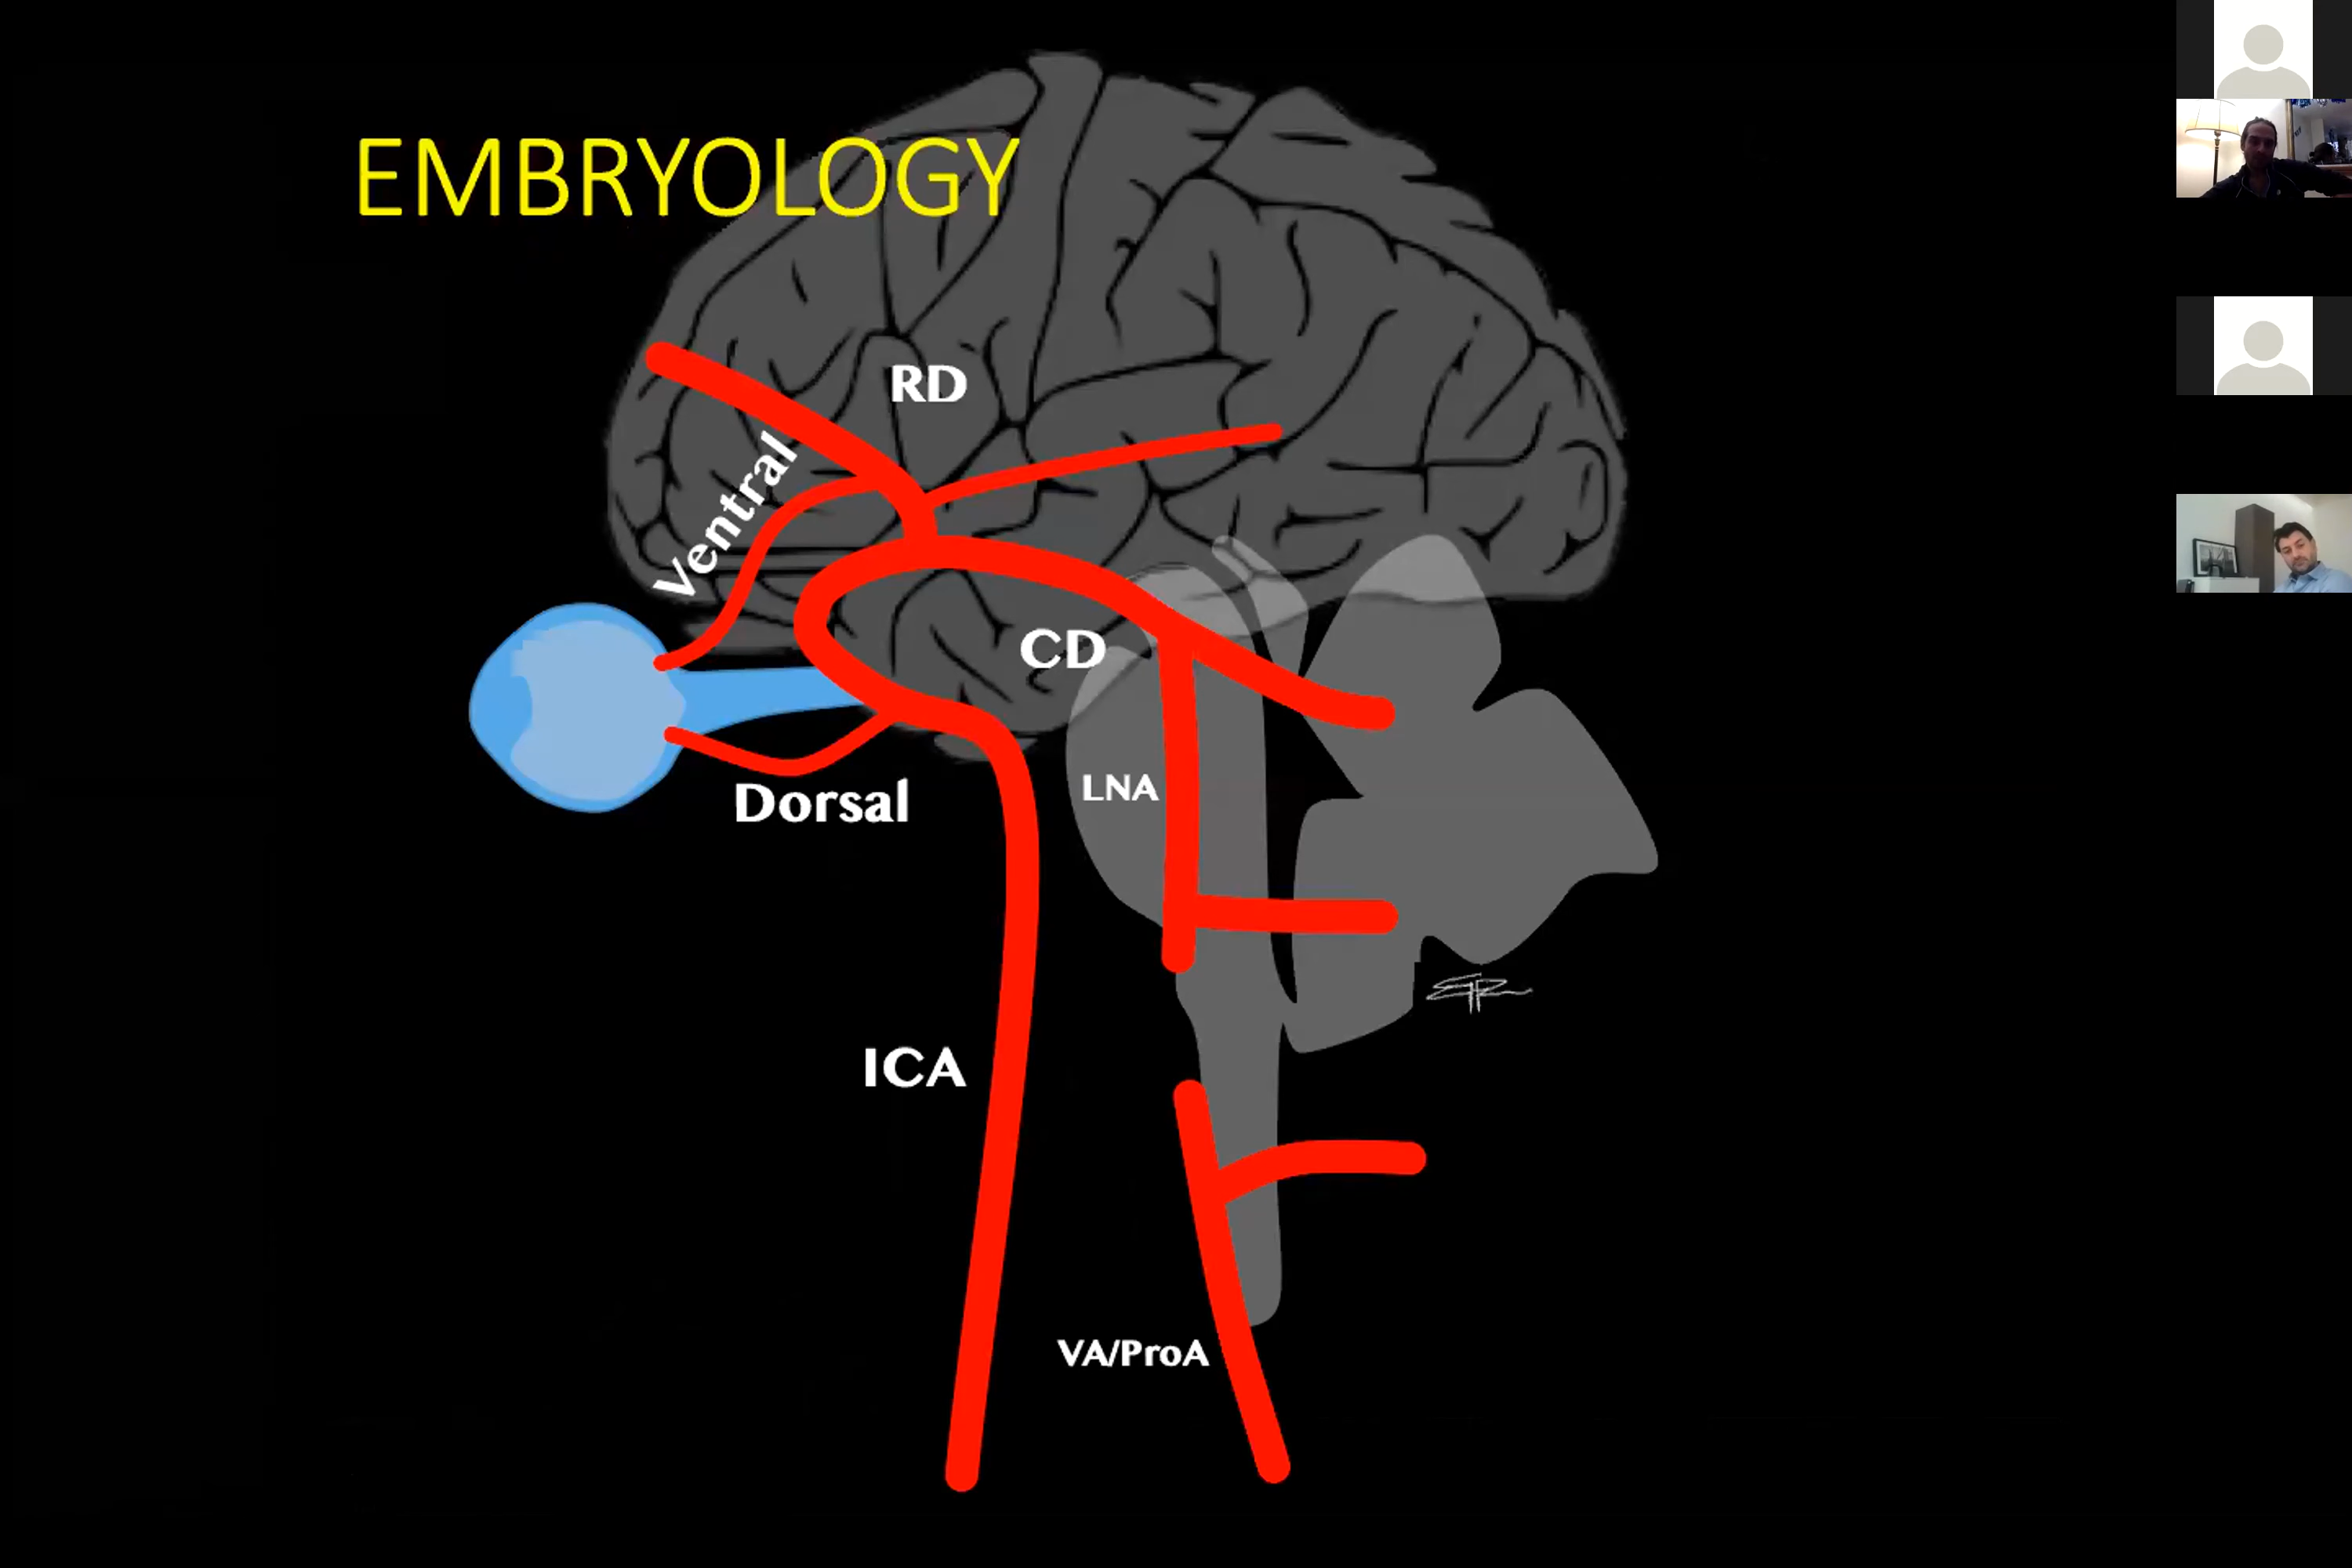 EMBRYOLOGY
RD
Ventral
CD
LNA
Dorsal
ICA
VA/ProA